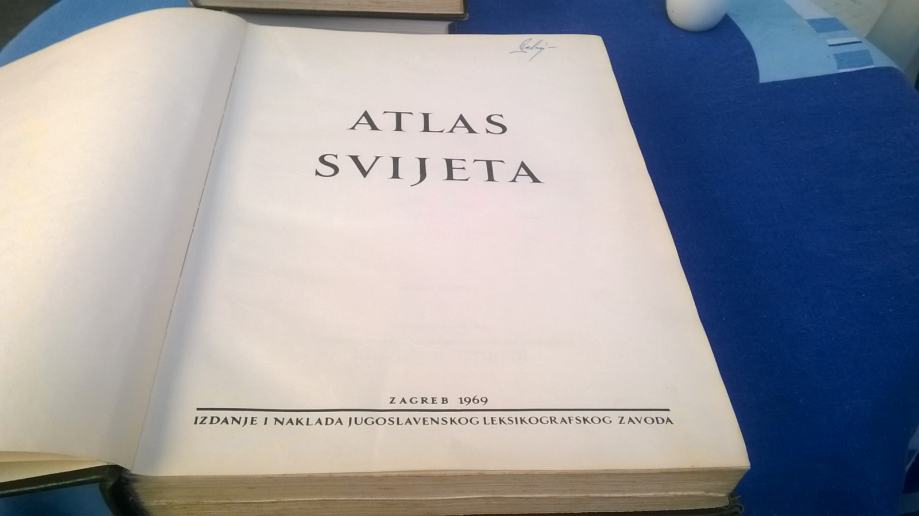 ATLAS
SVIJETA
ZAGREB 1969
IZDANJE I NAKLADA JUGOSLAVENSKOG LEKSIKOGRAFSKOG ZAVODA